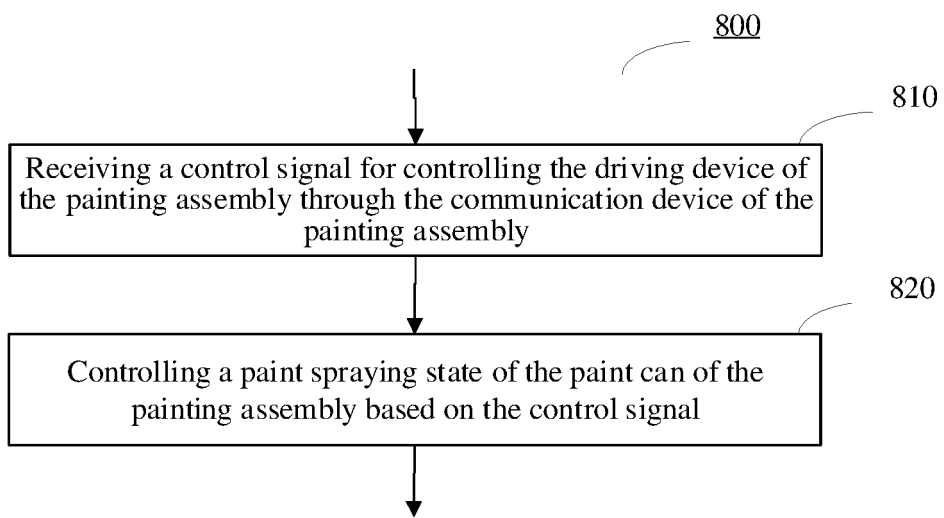 800
810
Receiving a control signal for controlling the driving device of
the painting assembly through the communication device of the
painting assembly
820
Controlling a paint spraying state of the paint can of the
painting assembly based on the control signal